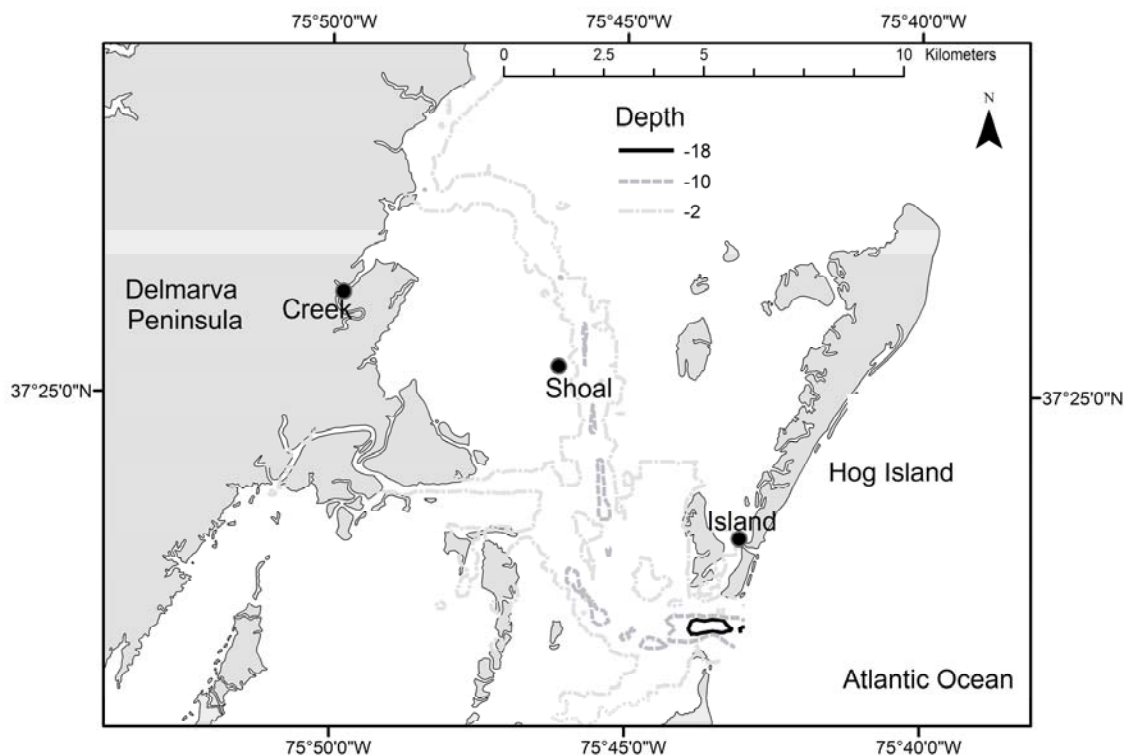 75°50'0"W 75°45'0"W 75°40'0"W
0 2.5 5 10 Kilometers
N
Depth
-18
-10
-2
Delmarva
Peninsula
Creek
Shoal
37°25'0"N 37°25'0"N
Hog Island
Island
Atlantic Ocean
75°50'0"W 75°45'0"W 75°40'0"W